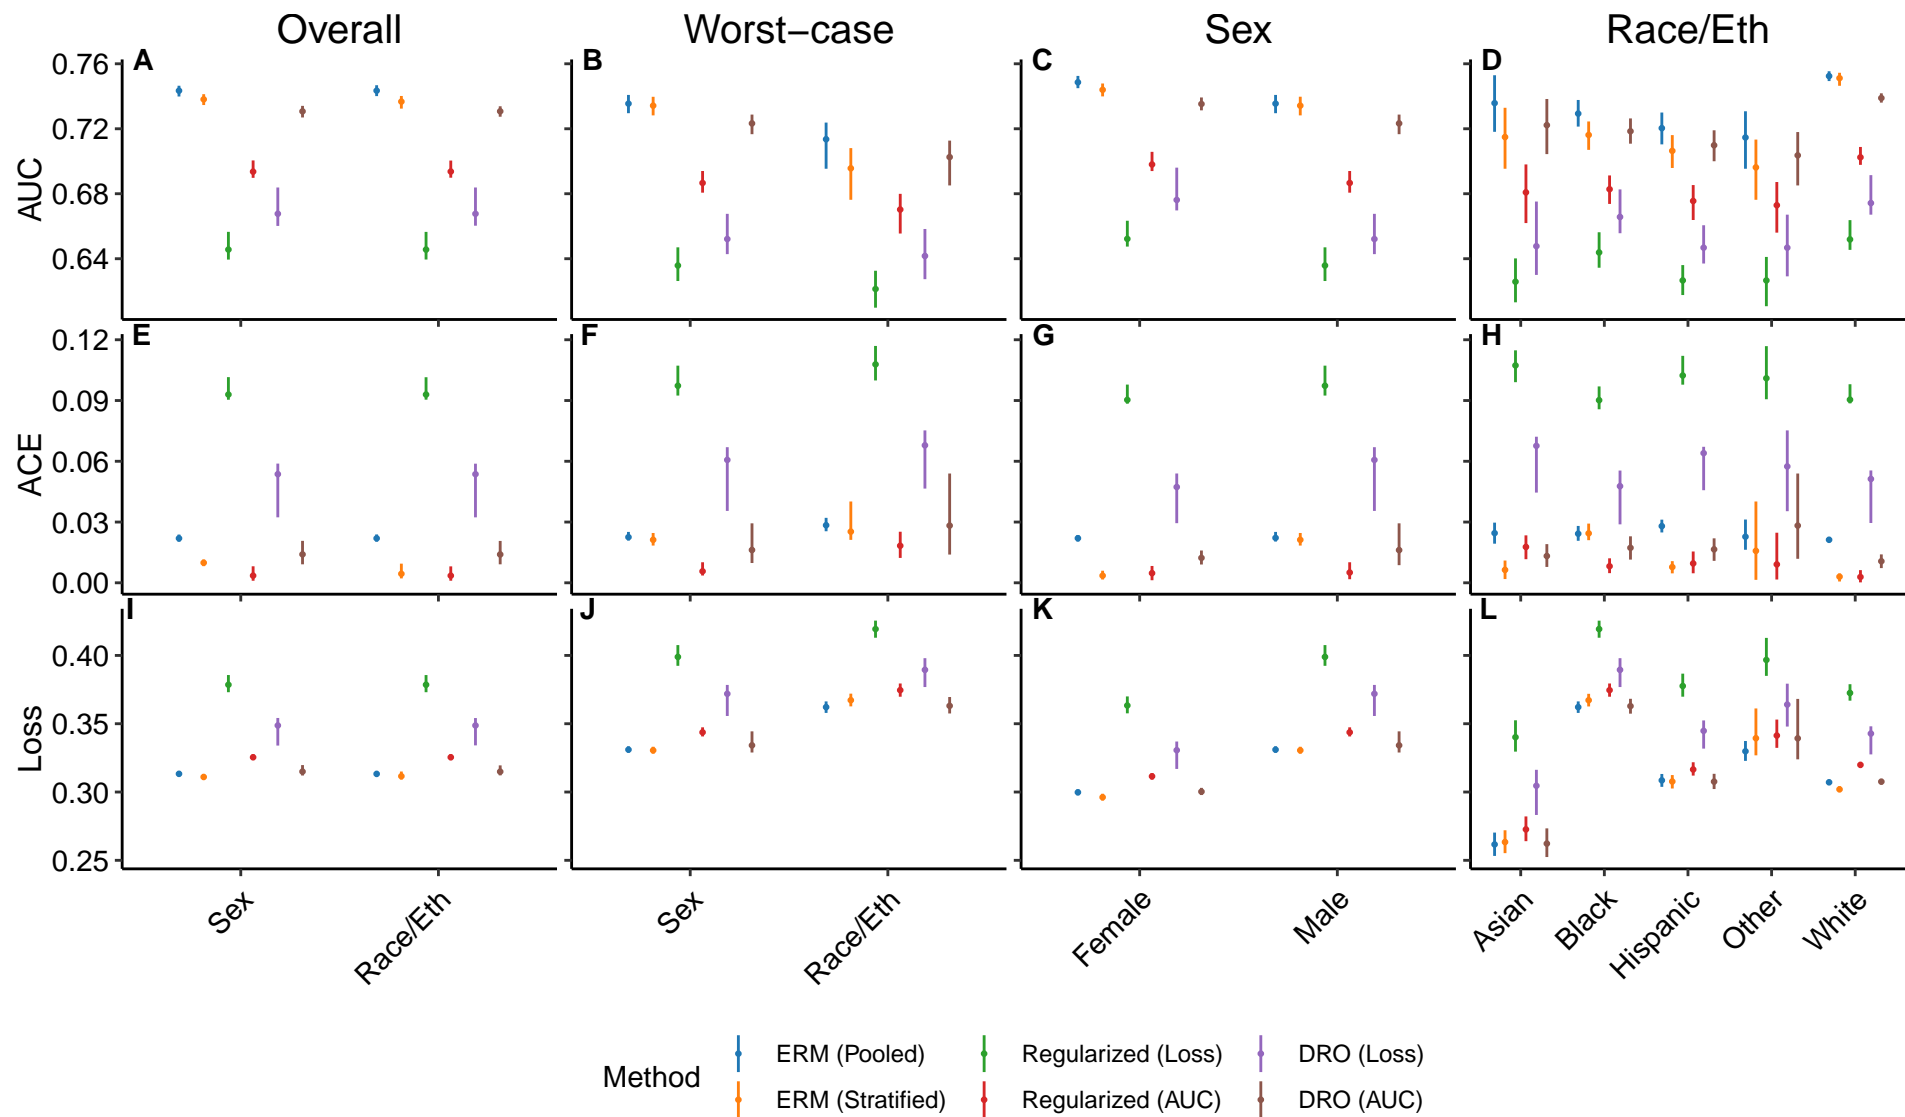 Overall Worst−case Sex Race/Eth
A B C D
AUC
0.76
0.72
0.68
0.64
E F G H
ACE
0.12
0.09
0.06
0.03
0.00
I J K L
Loss
0.40
0.35
0.30
0.25
Sex Race/Eth Sex Race/Eth Female Male Asian Black Hispanic Other White
Method
ERM (Pooled) Regularized (Loss) DRO (Loss)
ERM (Stratified) Regularized (AUC) DRO (AUC)